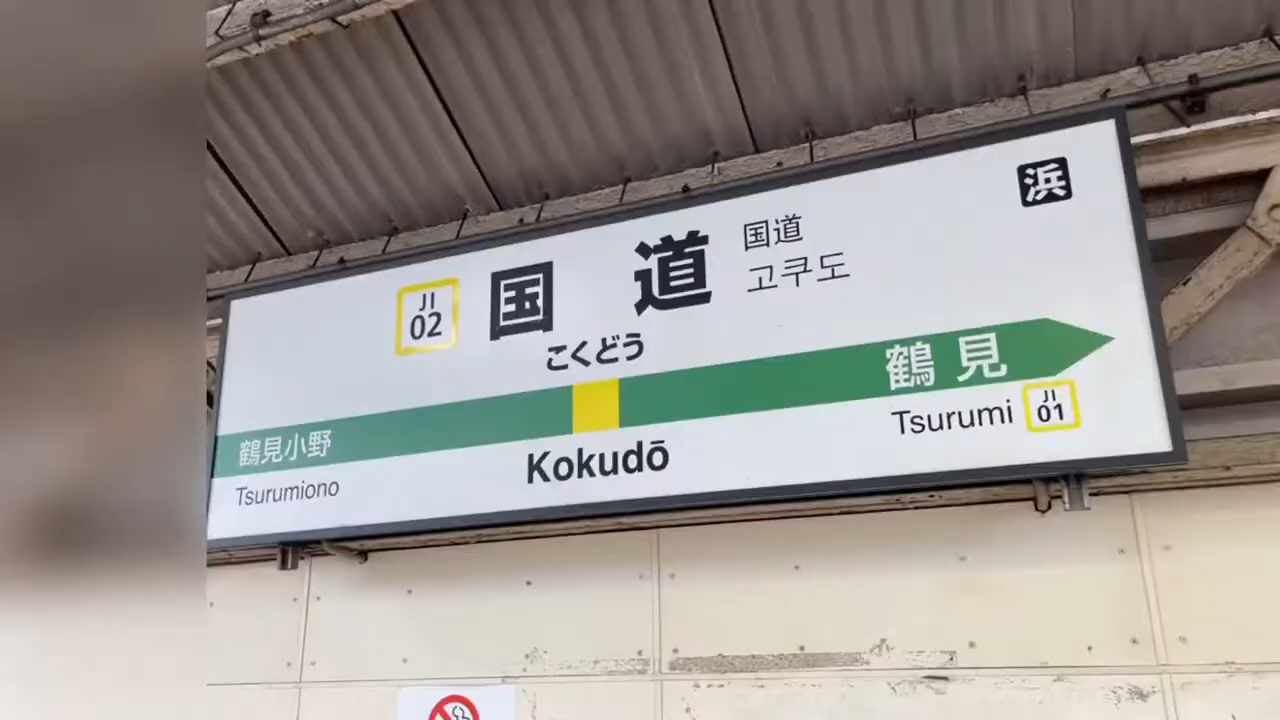 浜
JI
02
国道
国道
고쿠도
こくどう
鶴見小野
鶴見
Tsurumiono
Kokudō
Tsurumi
JI
01